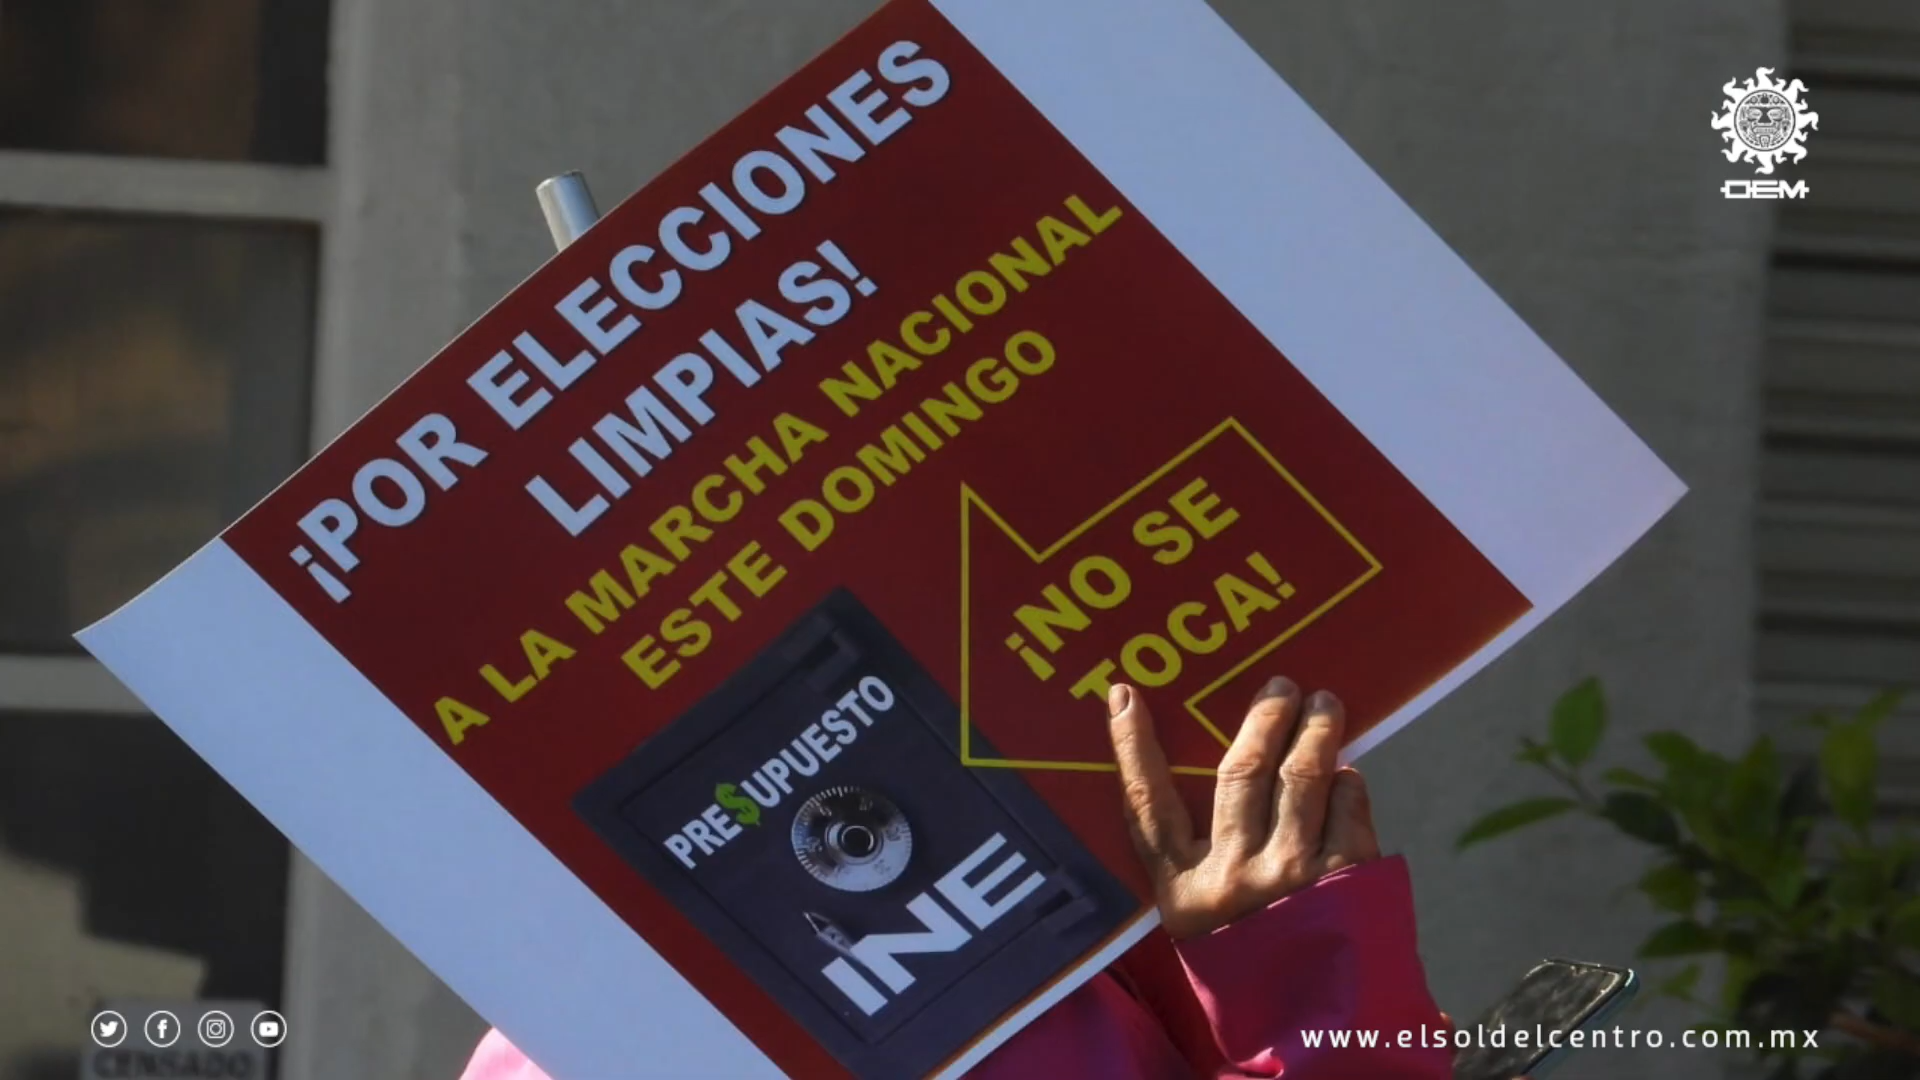 ¡POR ELECCIONES
LIMPIAS!
A LA MARCHA NACIONAL
ESTE DOMINGO
¡NO SE
TOCA!
PRE$UPUESTO
INE
OEM
CENSADO
www.elsoldelcentro.com.mx